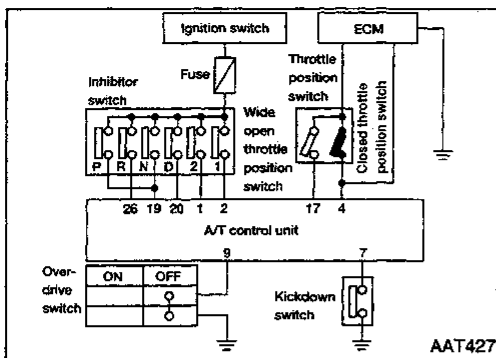 Ignition switch
ECM
Fuse
Throttle
position
switch
Inhibitor
switch
Wide
open
throttle
position
switch
Closed throttle
position switch
P R N D 2 1
26 19 20 1 2 17 4
A/T control unit
9 7
Over-
drive
switch
ON OFF
Kickdown
switch
AAT427